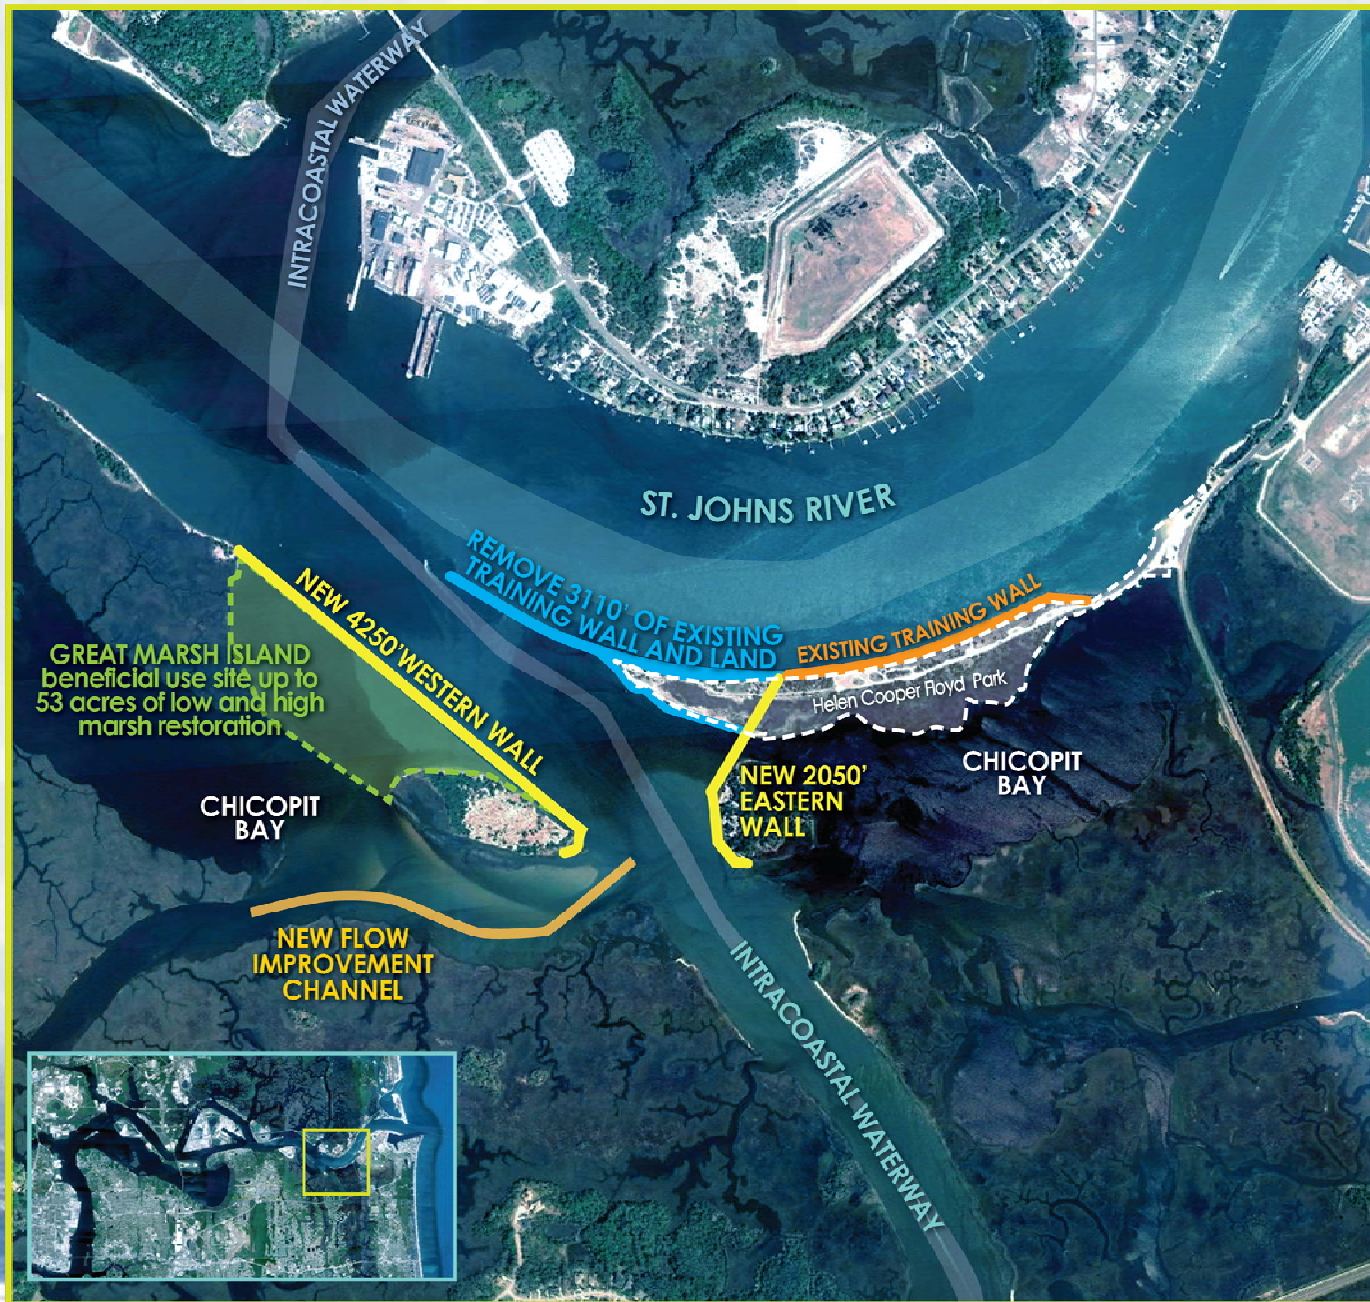 INTRACOASTAL WATERWAY
ST. JOHNS RIVER
REMOVE 3110' OF EXISTING
TRAINING WALL AND LAND
EXISTING TRAINING WALL
Helen Cooper Floyd Park
NEW 4250' WESTERN WALL
GREAT MARSH ISLAND
beneficial use site up to
53 acres of low and high
marsh restoration
CHICOPIT
BAY
NEW 2050'
EASTERN
WALL
CHICOPIT
BAY
NEW FLOW
IMPROVEMENT
CHANNEL
INTRACOASTAL WATERWAY